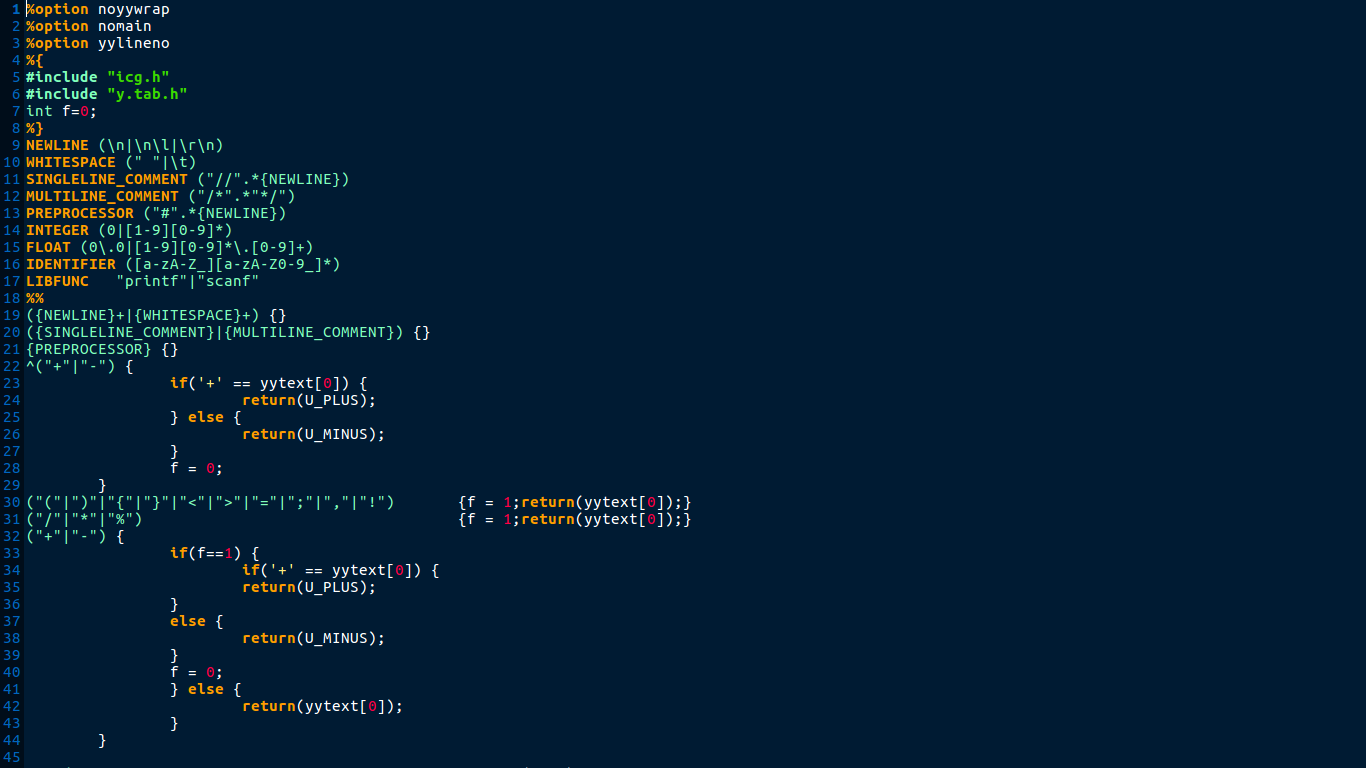 1 %option noyywrap
2 %option nomain
3 %option yylineno
4 %{
5 #include "icg.h"
6 #include "y.tab.h"
7 int f=0;
8 %}
9 NEWLINE (\n|\n\l|\r\n)
10 WHITESPACE (" "|\t)
11 SINGLELINE_COMMENT ("//".*{NEWLINE})
12 MULTILINE_COMMENT ("/*".*"*/")
13 PREPROCESSOR ("#".*{NEWLINE})
14 INTEGER (0|[1-9][0-9]*)
15 FLOAT (0\.0|[1-9][0-9]*\.[0-9]+)
16 IDENTIFIER ([a-zA-Z_][a-zA-Z0-9_]*)
17 LIBFUNC   "printf"|"scanf"
18 %%
19 ({NEWLINE}+|{WHITESPACE}+) {}
20 ({SINGLELINE_COMMENT}|{MULTILINE_COMMENT}) {}
21 {PREPROCESSOR} {}
22 ^("+"|"-") {
23                 if('+' == yytext[0]) {
24                         return(U_PLUS);
25                 } else {
26                         return(U_MINUS);
27                 }
28                 f = 0;
29         }
30 ("("|")"|"{"|"}"|"<"|">"|"="|";"|","|"!")       {f = 1;return(yytext[0]);}
31 ("/"|"*"|"%")                                   {f = 1;return(yytext[0]);}
32 ("+"|"-") {
33                 if(f==1) {
34                         if('+' == yytext[0]) {
35                         return(U_PLUS);
36                 }
37                 else {
38                         return(U_MINUS);
39                 }
40                 f = 0;
41                 } else {
42                         return(yytext[0]);
43                 }
44         }
45